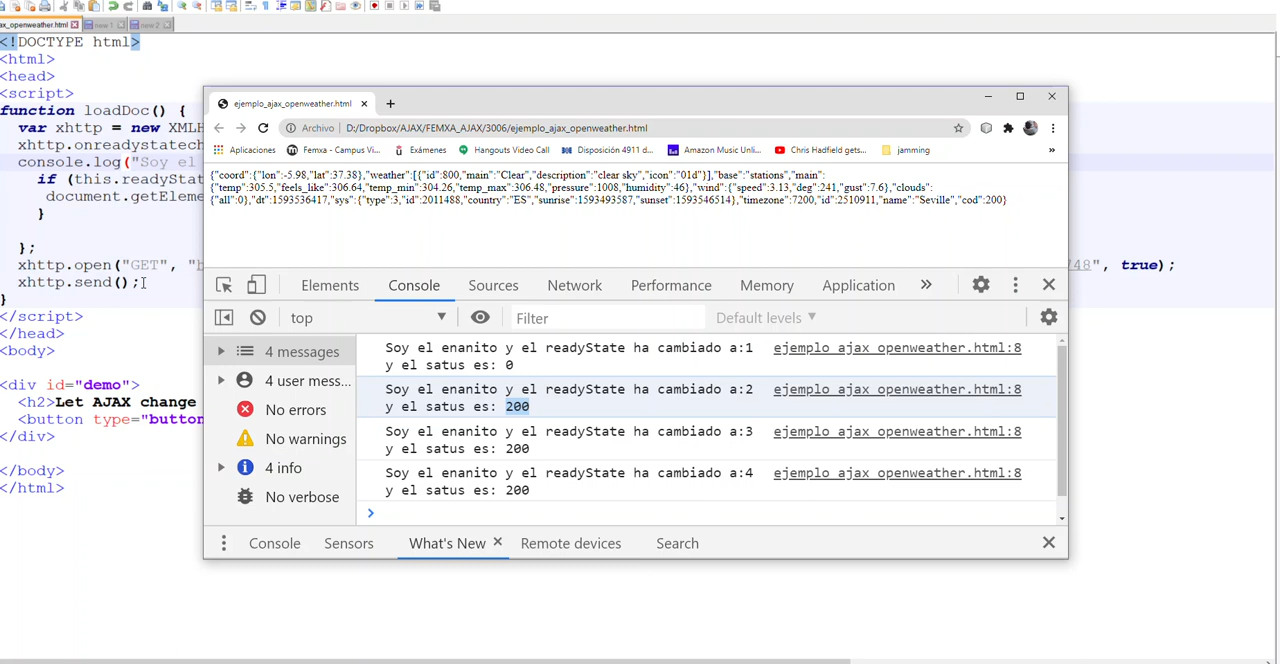 ax_openweather.html
new 1
new 2
<!DOCTYPE html>
<html>
<head>
<script>
function loadDoc() {
var xhttp = new XMLH
xhttp.onreadystatech
console.log("Soy el
if (this.readyStat
document.getEleme
}
};
xhttp.open("GET", "h
48", true);
xhttp.send();
}
</script>
</head>
<body>
<div id="demo">
<h2>Let AJAX change
<button type="button
</div>
</body>
</html>
ejemplo_ajax_openweather.html
Archivo | D:/Dropbox/AJAX/FEMXA_AJAX/3006/ejemplo_ajax_openweather.html
Aplicaciones
Femxa - Campus Vi...
Exámenes
Hangouts Video Call
Disposición 4911 d...
Amazon Music Unli...
Chris Hadfield gets...
jamming
»
{"coord":{"lon":-5.98,"lat":37.38},"weather":[{"id":800,"main":"Clear","description":"clear sky","icon":"01d"}],"base":"stations","main":
{"temp":305.5,"feels_like":306.64,"temp_min":304.26,"temp_max":306.48,"pressure":1008,"humidity":46},"wind":{"speed":3.13,"deg":241,"gust":7.6},"clouds":
{"all":0},"dt":1593536417,"sys":{"type":3,"id":2011488,"country":"ES","sunrise":1593493587,"sunset":1593546514},"timezone":7200,"id":2510911,"name":"Seville","cod":200}
Elements Console Sources Network Performance Memory Application »
top
Filter
Default levels
4 messages
4 user mess...
No errors
No warnings
4 info
No verbose
Soy el enanito y el readyState ha cambiado a:1 ejemplo_ajax_openweather.html:8
y el satus es: 0
Soy el enanito y el readyState ha cambiado a:2 ejemplo_ajax_openweather.html:8
y el satus es: 200
Soy el enanito y el readyState ha cambiado a:3 ejemplo_ajax_openweather.html:8
y el satus es: 200
Soy el enanito y el readyState ha cambiado a:4 ejemplo_ajax_openweather.html:8
y el satus es: 200
Console Sensors What's New Remote devices Search